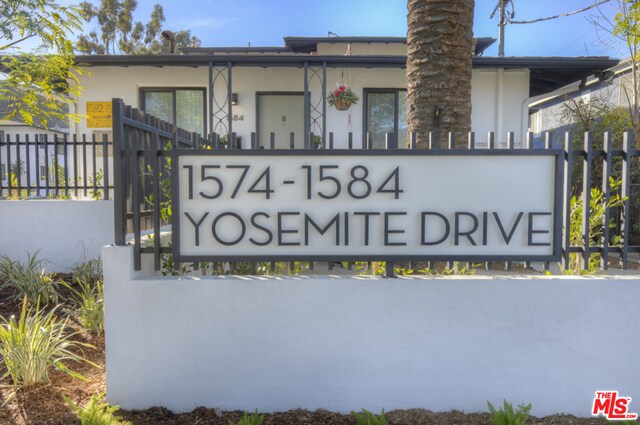 1574-1584
YOSEMITE DRIVE
THE
MLS